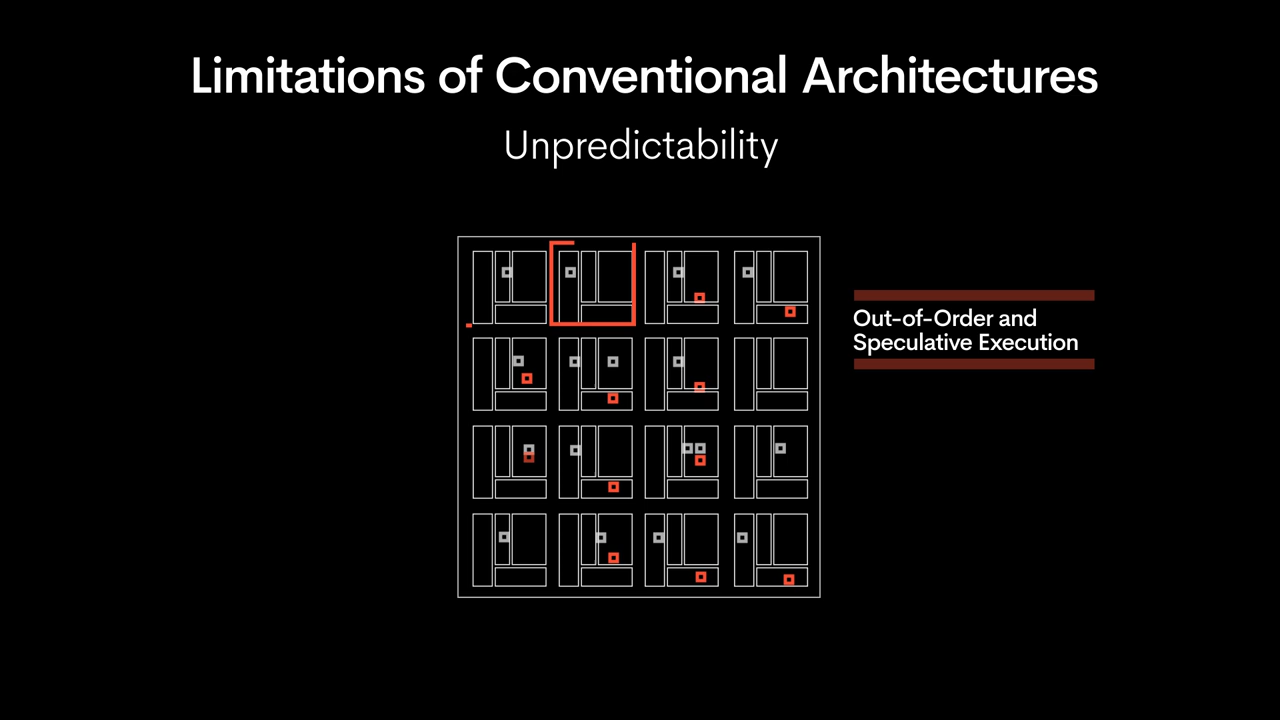 Limitations of Conventional Architectures
Unpredictability
Out-of-Order and
Speculative Execution